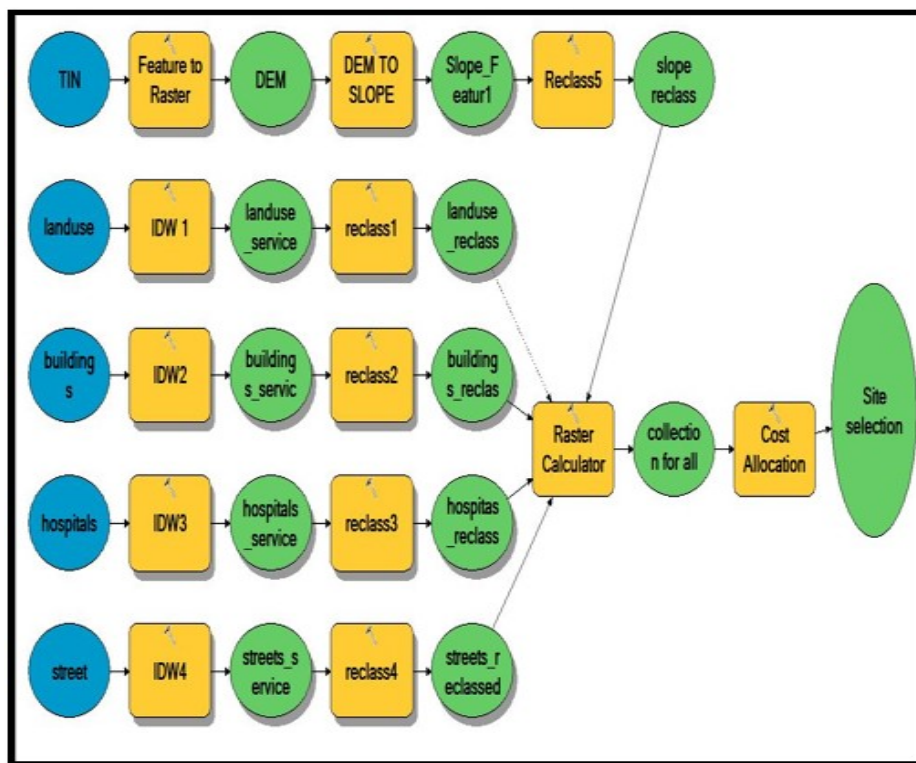 TIN
Feature to
Raster
DEM
DEM TO
SLOPE
Slope_F
eatur1
Reclass5
slope
reclass
landuse
IDW 1
landuse
_service
reclass1
landuse
_reclass
building
s
IDW2
building
s_servic
reclass2
building
s_reclas
Raster
Calculator
collectio
n for all
Cost
Allocation
Site
selection
hospitals
IDW3
hospitals
_service
reclass3
hospitas
_reclass
street
IDW4
streets_s
ervice
reclass4
streets_r
eclassed